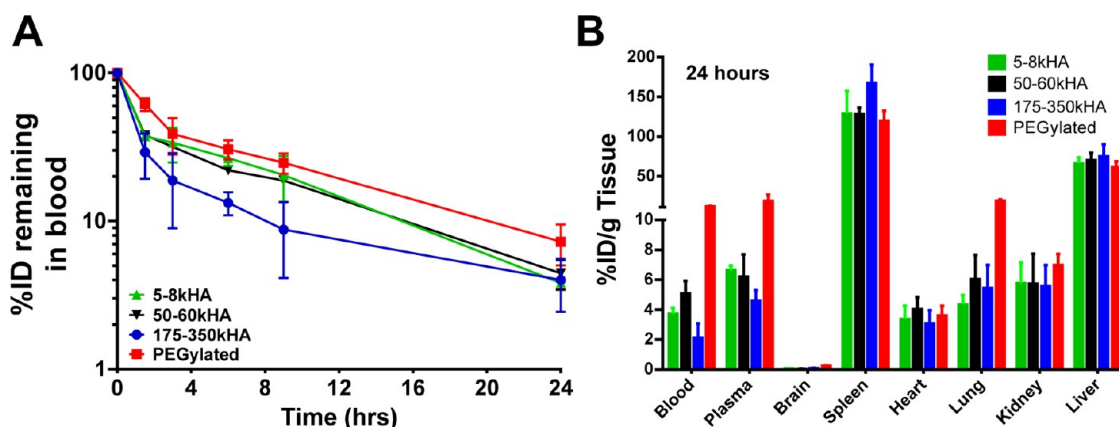 A
%ID remaining
in blood
100
10
1
0
4
8
12
16
20
24
Time (hrs)
5-8kHA
50-60kHA
175-350kHA
PEGylated
B
24 hours
%ID/g Tissue
200
150
100
50
10
8
6
4
2
0
5-8kHA
50-60kHA
175-350kHA
PEGylated
Blood
Plasma
Brain
Spleen
Heart
Lung
Kidney
Liver